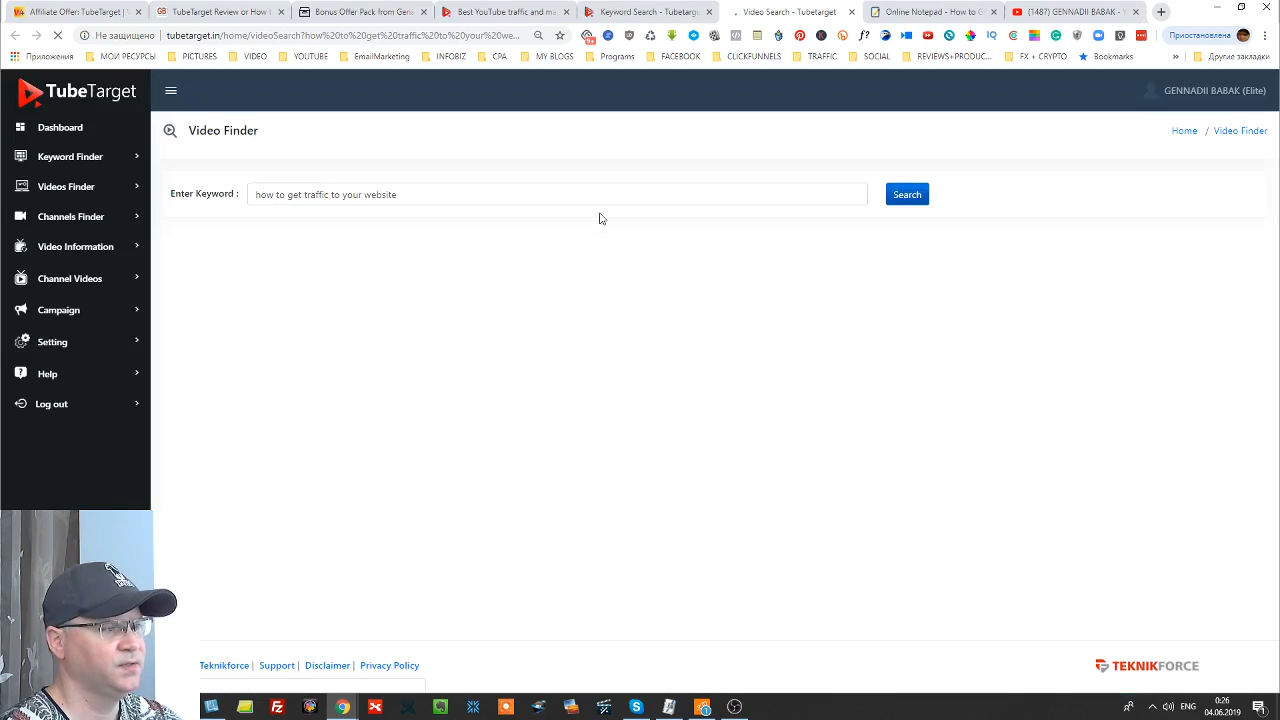 Affiliate Offer: TubeTarget
TubeTarget Review or How t
Bonus Offer Pack from Genn
Best YouTube traffic and ma
Keyword Search - Tubetarge
Video Search - Tubetarget
Online Notepad - How to G
(1487) GENNADII BABAK - Y
Не защищено
tubetarget.in/home/videoSearch?how%20to%20get%20traffic%20to%20your%20we...
Приостановлена
Приложения
МОИ РЕСУРСЫ
PICTURES
VIDEO
YOUTUBE
EmailMarketing
INFOBIZ
CPA
MY BLOGS
Programs
FACEBOOK
COACHING
CLICKFUNNELS
TRAFFIC
SOCIAL
REVIEWS+PRODUC...
FX + CRYPTO
Bookmarks
»
Другие закладки
TubeTarget
GENNADII BABAK (Elite)
Dashboard
Keyword Finder
Videos Finder
Channels Finder
Video Information
Channel Videos
Campaign
Setting
Help
Log out
Video Finder
Home / Video Finder
Enter Keyword :
how to get traffic to your website
Search
Teknikforce | Support | Disclaimer | Privacy Policy
TEKNIKFORCE
ENG
0:26
04.06.2019